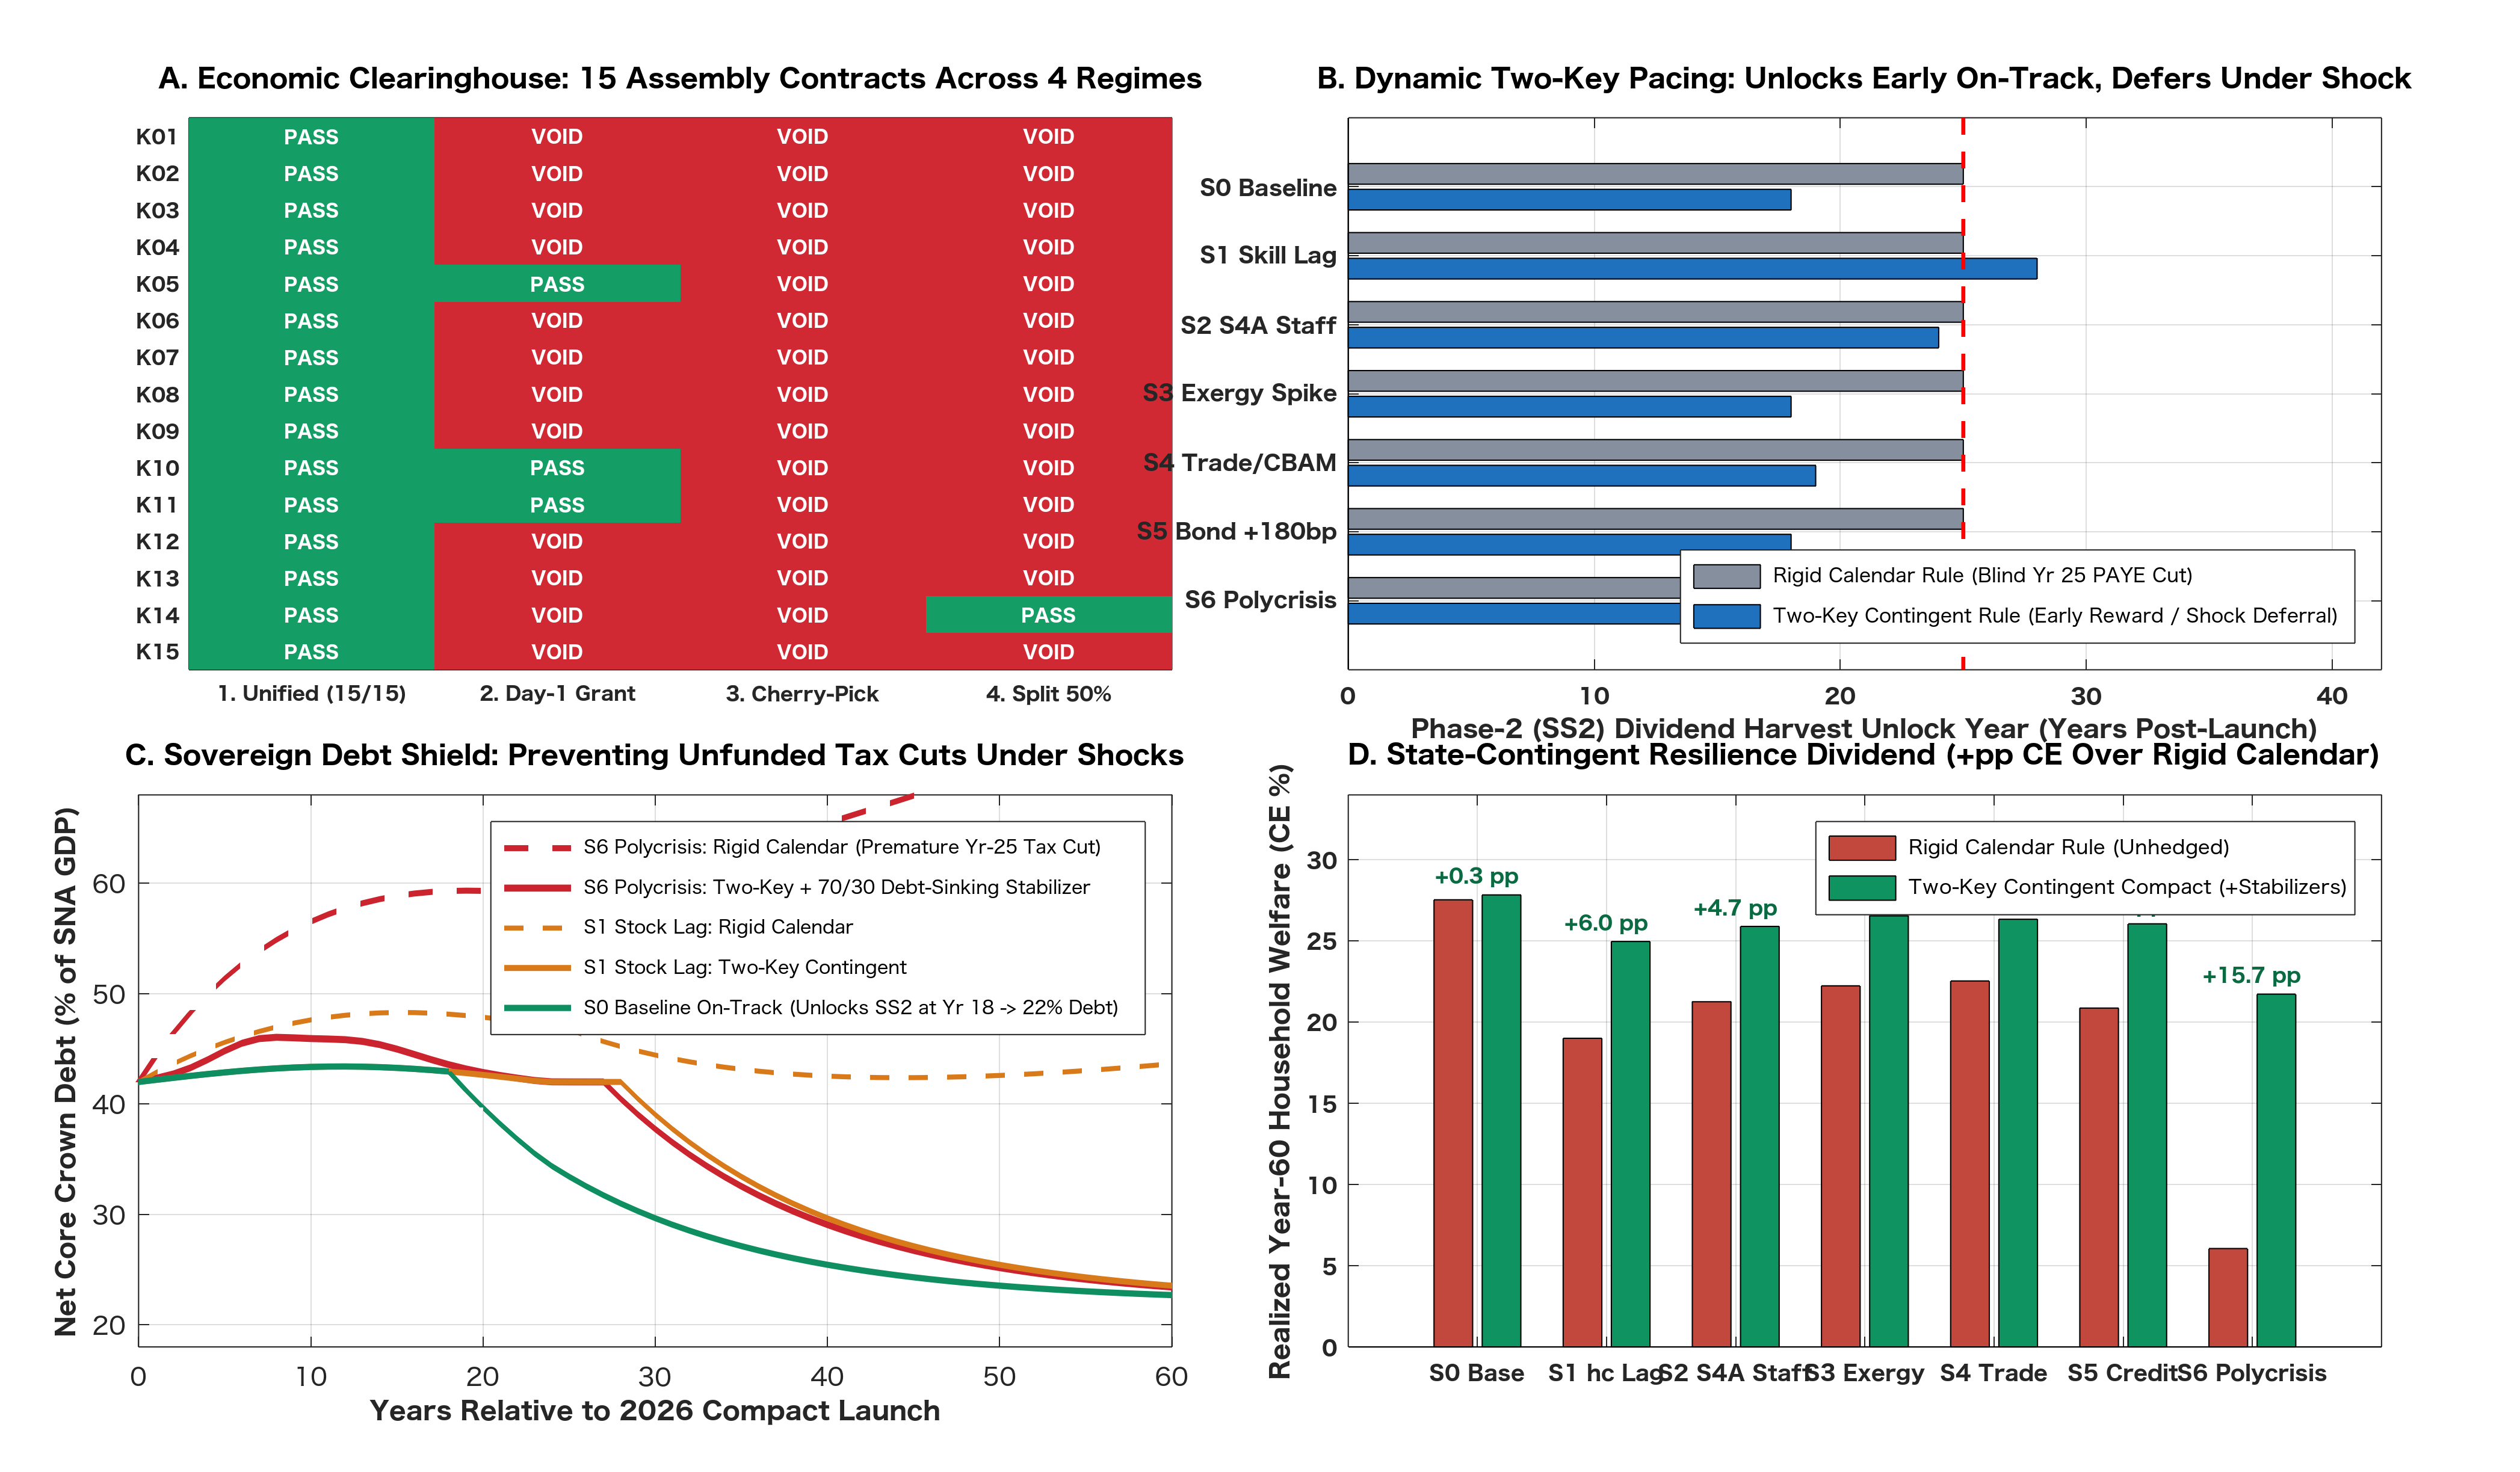 A. Economic Clearinghouse: 15 Assembly Contracts Across 4 Regimes
K01 PASS VOID VOID VOID
K02 PASS VOID VOID VOID
K03 PASS VOID VOID VOID
K04 PASS VOID VOID VOID
K05 PASS PASS VOID VOID
K06 PASS VOID VOID VOID
K07 PASS VOID VOID VOID
K08 PASS VOID VOID VOID
K09 PASS VOID VOID VOID
K10 PASS PASS VOID VOID
K11 PASS PASS VOID VOID
K12 PASS VOID VOID VOID
K13 PASS VOID VOID VOID
K14 PASS VOID VOID PASS
K15 PASS VOID VOID VOID
1. Unified (15/15) 2. Day-1 Grant 3. Cherry-Pick 4. Split 50%
B. Dynamic Two-Key Pacing: Unlocks Early On-Track, Defers Under Shock
S0 Baseline
S1 Skill Lag
S2 S4A Staff
S3 Exergy Spike
S4 Trade/CBAM
S5 Bond +180bp
S6 Polycrisis
Rigid Calendar Rule (Blind Yr 25 PAYE Cut)
Two-Key Contingent Rule (Early Reward / Shock Deferral)
0 10 20 30 40
Phase-2 (SS2) Dividend Harvest Unlock Year (Years Post-Launch)
C. Sovereign Debt Shield: Preventing Unfunded Tax Cuts Under Shocks
Net Core Crown Debt (% of SNA GDP)
60
50
40
30
20
S6 Polycrisis: Rigid Calendar (Premature Yr-25 Tax Cut)
S6 Polycrisis: Two-Key + 70/30 Debt-Sinking Stabilizer
S1 Stock Lag: Rigid Calendar
S1 Stock Lag: Two-Key Contingent
S0 Baseline On-Track (Unlocks SS2 at Yr 18 -> 22% Debt)
0 10 20 30 40 50 60
Years Relative to 2026 Compact Launch
D. State-Contingent Resilience Dividend (+pp CE Over Rigid Calendar)
Realized Year-60 Household Welfare (CE %)
30
25
20
15
10
5
0
Rigid Calendar Rule (Unhedged)
Two-Key Contingent Compact (+Stabilizers)
+0.3 pp
+6.0 pp
+4.7 pp
+15.7 pp
S0 Base S1 hc Lag S2 S4A Staff S3 Exergy S4 Trade S5 Credit S6 Polycrisis